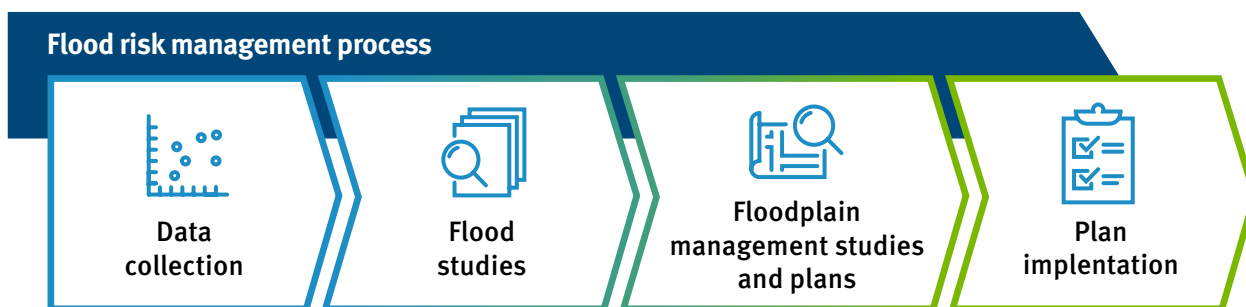 Flood risk management process
Data
collection
Flood
studies
Floodplain
management studies
and plans
Plan
implentation